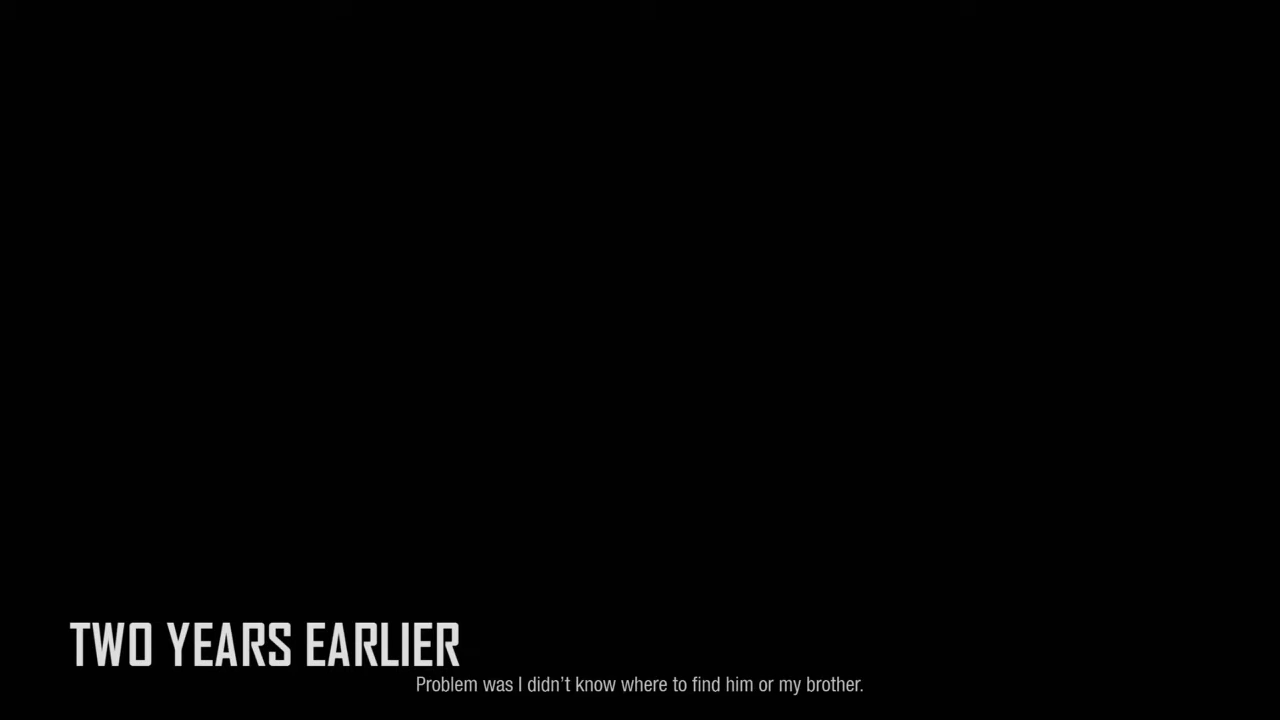 TWO YEARS EARLIER
Problem was I didn't know where to find him or my brother.